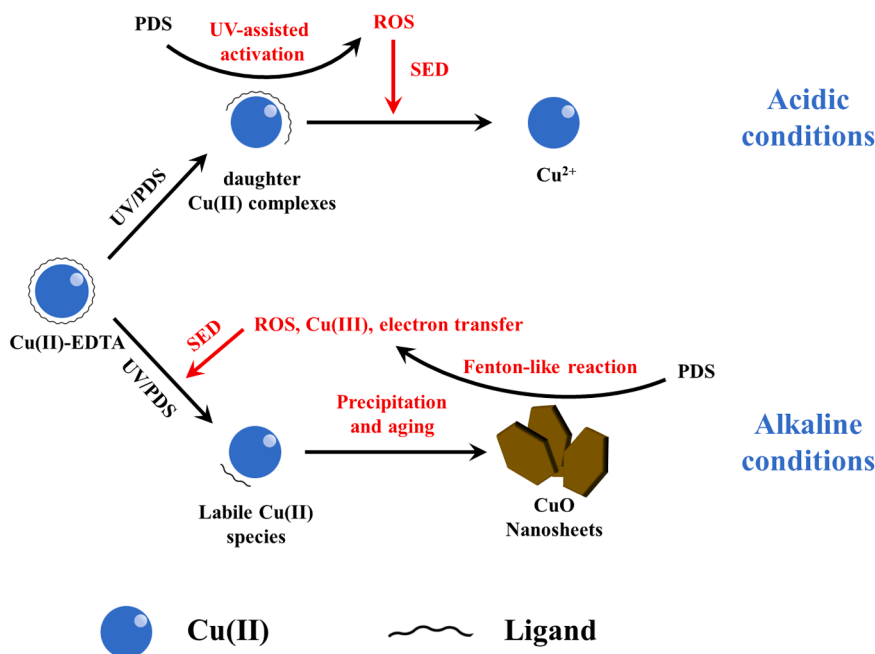 PDS
UV-assisted
activation
ROS
SED
Acidic
conditions
daughter
Cu(II) complexes
Cu²⁺
UV/PDS
Cu(II)-EDTA
UV/PDS
SED
ROS, Cu(III), electron transfer
Fenton-like reaction
PDS
Precipitation
and aging
Alkaline
conditions
Labile Cu(II)
species
CuO
Nanosheets
Cu(II)
Ligand